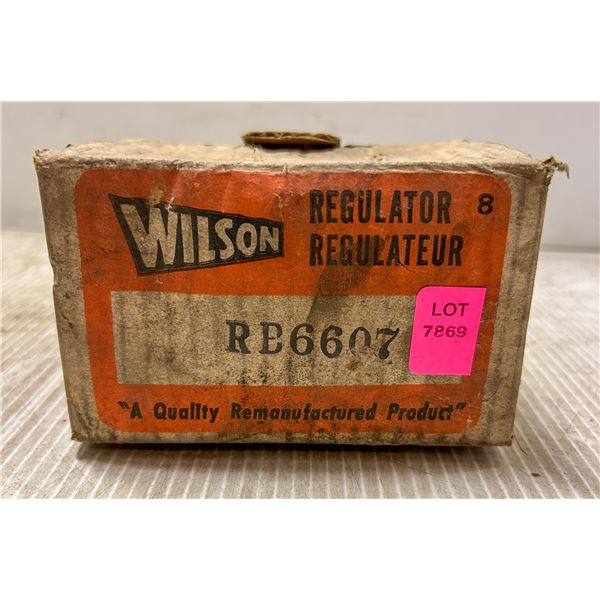 WILSON
REGULATOR 8
REGULATEUR
RB6607
LOT
7869
"A Quality Remanufactured Product"